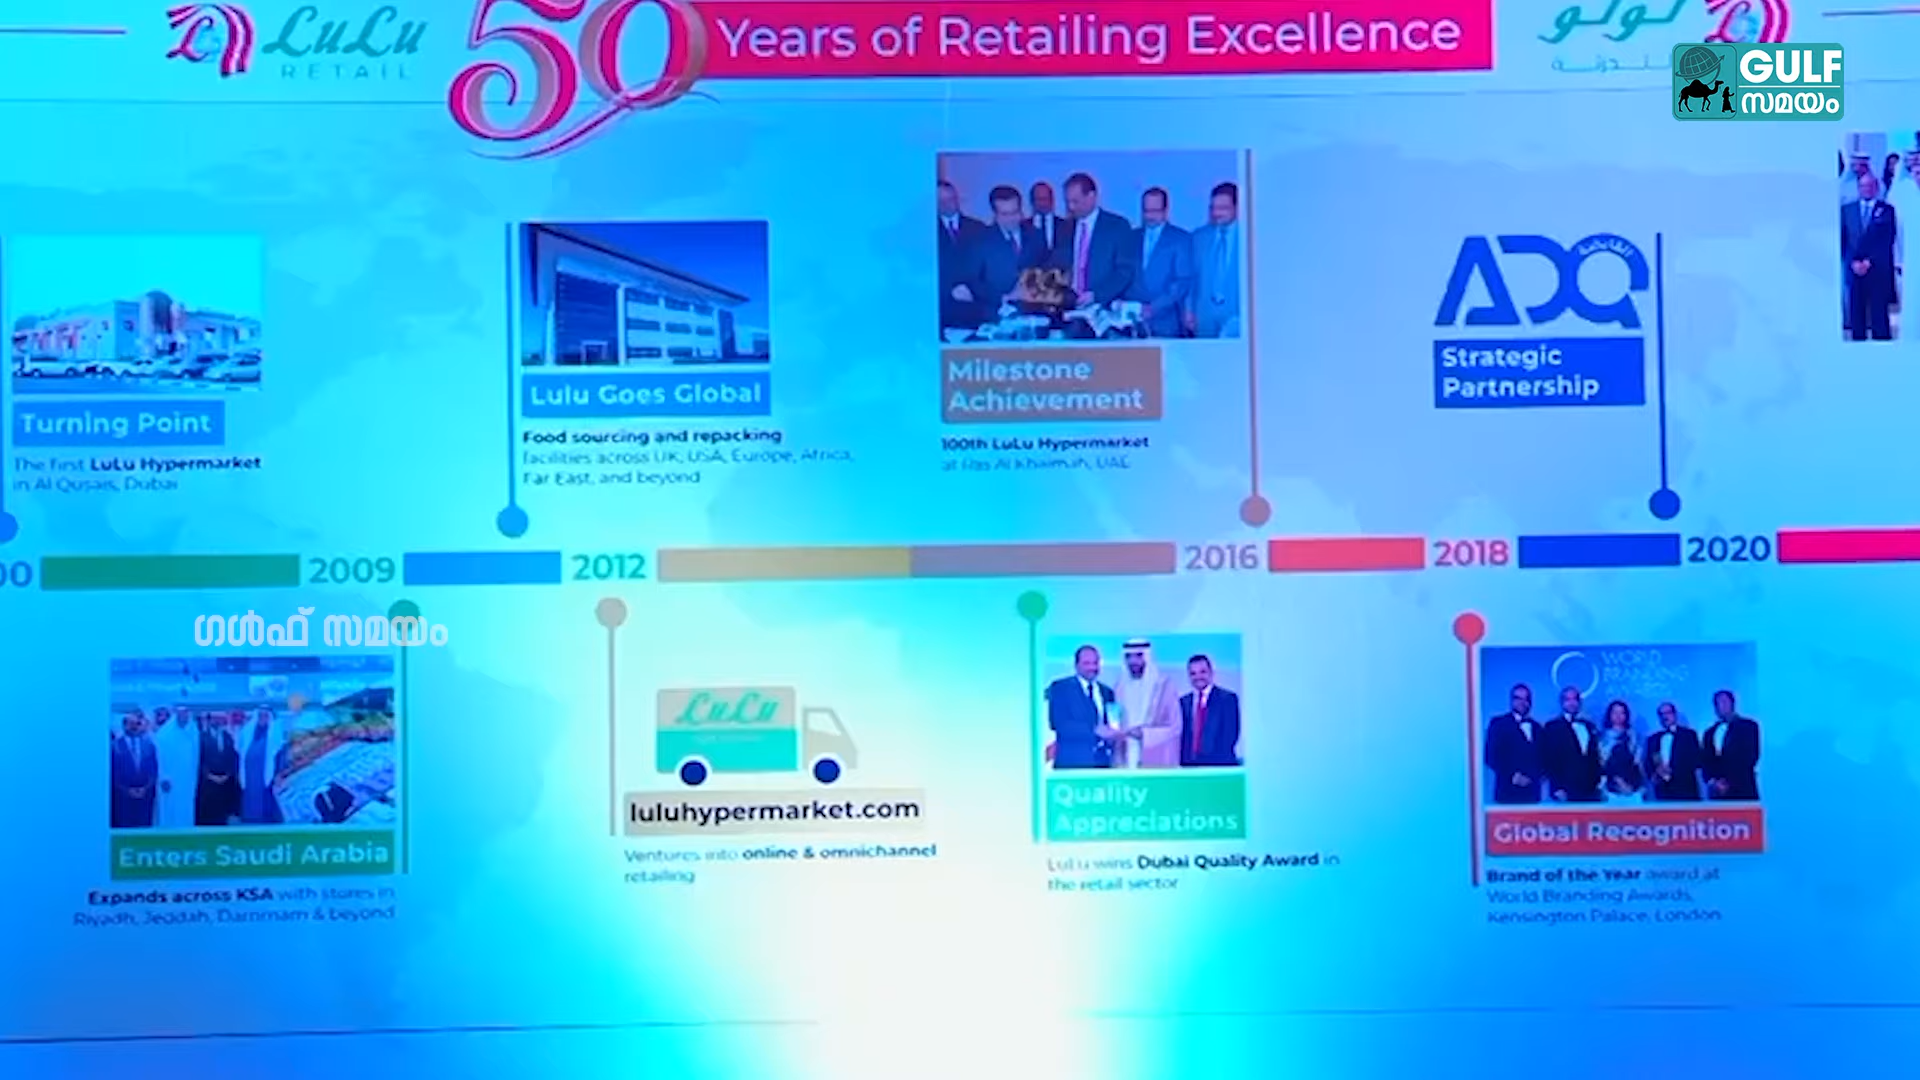 LuLu
RETAIL
50 Years of Retailing Excellence
لولو
GULF
സമയം
Turning Point
The first LuLu Hypermarket
in Al Qusais, Dubai
Lulu Goes Global
Food sourcing and repacking
facilities across UK, USA, Europe, Africa,
Far East, and beyond
Milestone
Achievement
100th LuLu Hypermarket
at Ras Al Khaimah, UAE
القابضة
ADQ
Strategic
Partnership
2009
2012
2016
2018
2020
ഗൾഫ് സമയം
Enters Saudi Arabia
Expands across KSA with stores in
Riyadh, Jeddah, Dammam & beyond
LuLu
luluhypermarket.com
Ventures into online & omnichannel
retailing
Quality
Appreciations
LuLu wins Dubai Quality Award in
the retail sector
WORLD
BRANDING
AWARDS
Global Recognition
Brand of the Year award at
World Branding Awards,
Kensington Palace, London